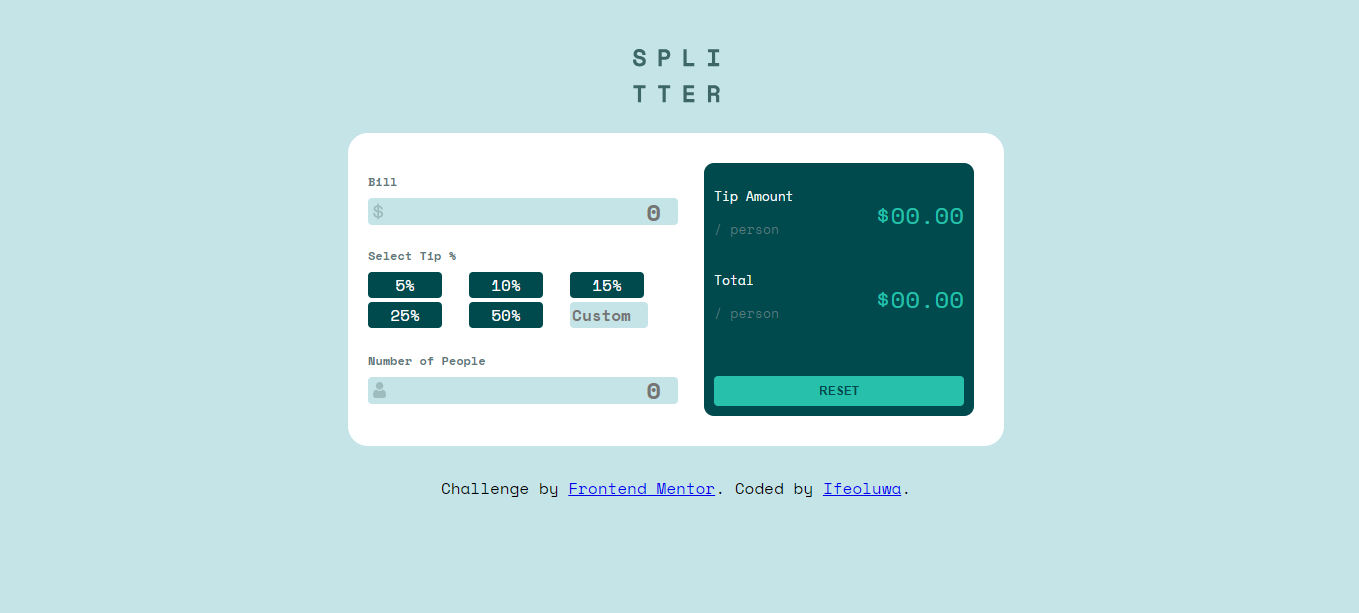 SPLI
TTER
Bill
$ 0
Select Tip %
5% 10% 15%
25% 50% Custom
Number of People
0
Tip Amount
/ person
$00.00
Total
/ person
$00.00
RESET
Challenge by Frontend Mentor. Coded by Ifeoluwa.